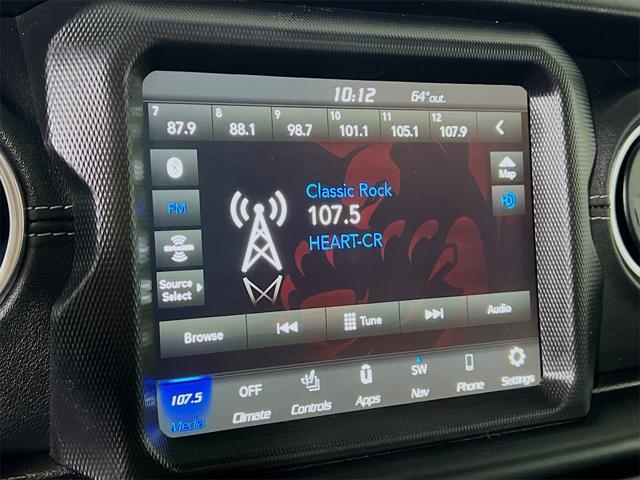 10:12 64°out.
7 8 9 10 11 12
87.9 88.1 98.7 101.1 105.1 107.9
Map
Classic Rock
FM
107.5
HD
HEART-CR
Source
Select
Browse Tune Audio
107.5 OFF SW
Media Climate Controls Apps Nav Phone Settings